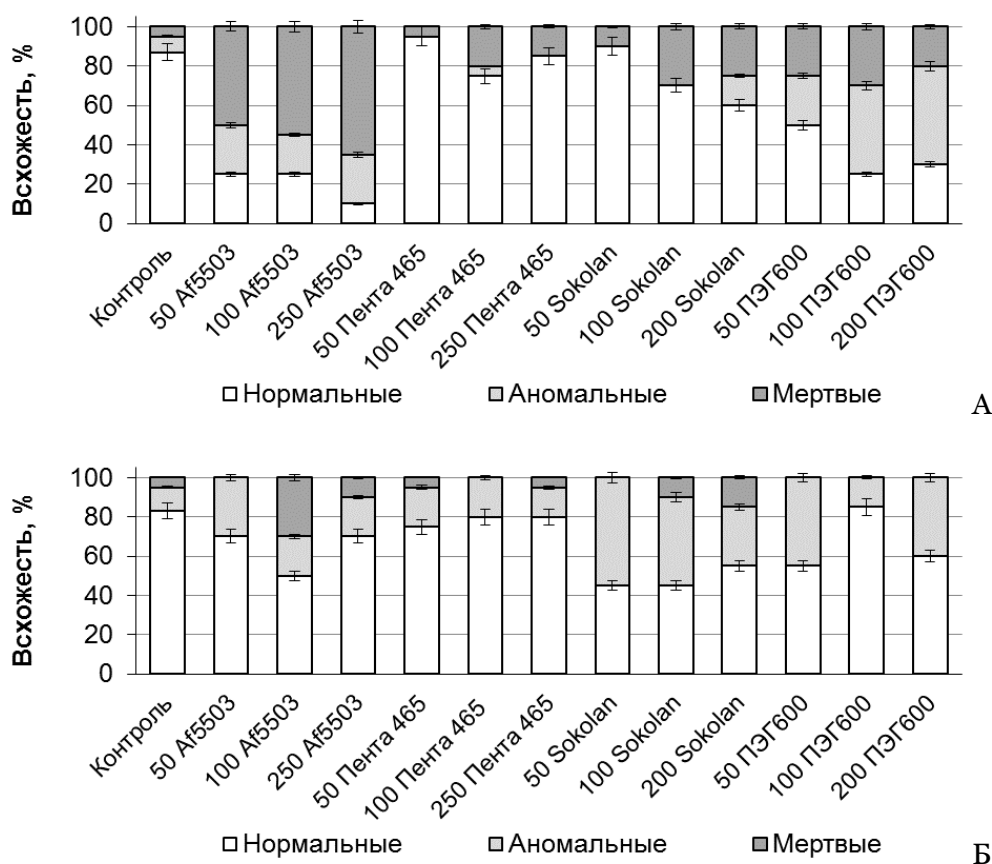 Всхожесть, %
100
80
60
40
20
0
Контроль
50 Af5503
100 Af5503
250 Af5503
50 Пента 465
100 Пента 465
250 Пента 465
50 Sokolan
100 Sokolan
200 Sokolan
50 ПЭГ600
100 ПЭГ600
200 ПЭГ600
Нормальные Аномальные Мертвые
А
Всхожесть, %
100
80
60
40
20
0
Контроль
50 Af5503
100 Af5503
250 Af5503
50 Пента 465
100 Пента 465
250 Пента 465
50 Sokolan
100 Sokolan
200 Sokolan
50 ПЭГ600
100 ПЭГ600
200 ПЭГ600
Нормальные Аномальные Мертвые
Б